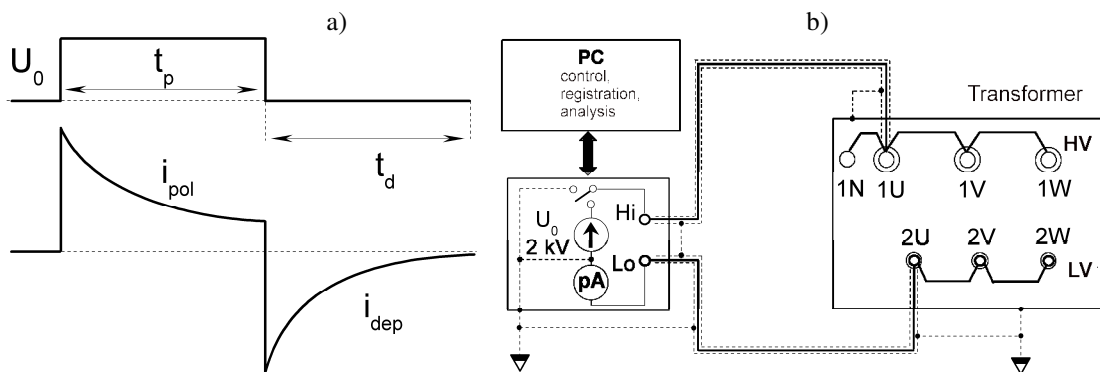 a)
U0
tp
td
ipol
idep
b)
PC
control,
registration,
analysis
Transformer
HV
1N 1U 1V 1W
Hi
U0
2 kV
Lo
pA
2U 2V 2W
LV